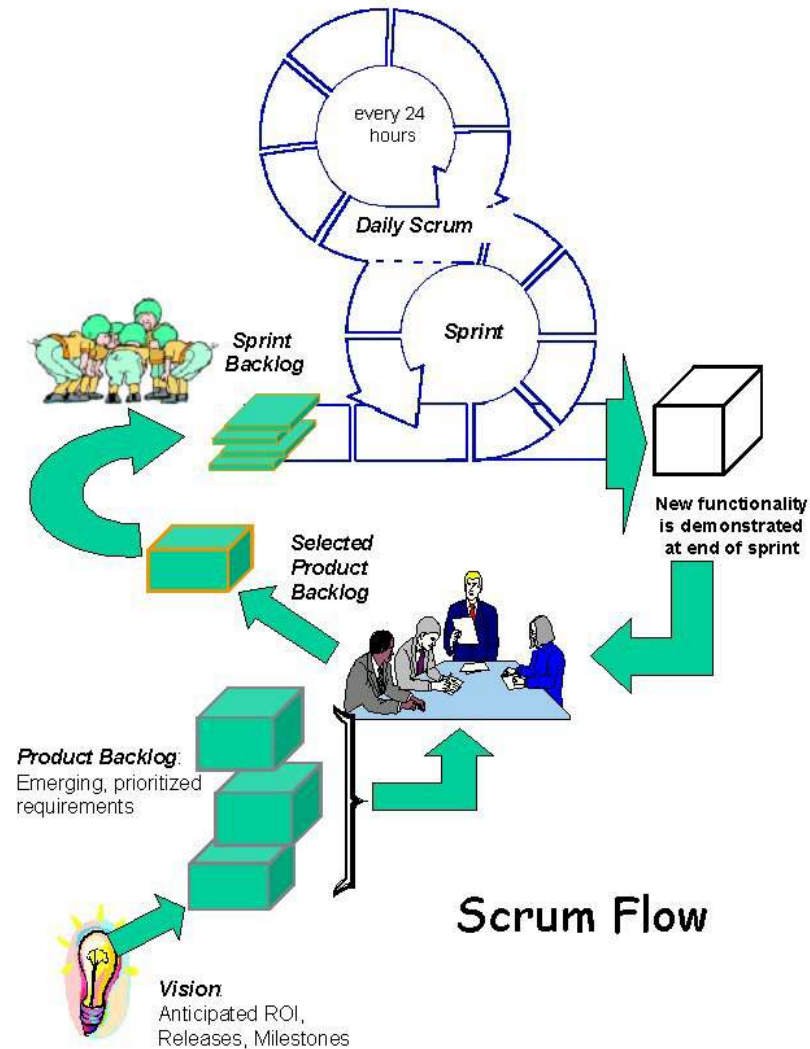 every 24
hours
Daily Scrum
Sprint
Sprint
Backlog
New functionality
is demonstrated
at end of sprint
Selected
Product
Backlog
Product Backlog:
Emerging, prioritized
requirements
Scrum Flow
Vision:
Anticipated ROI,
Releases, Milestones